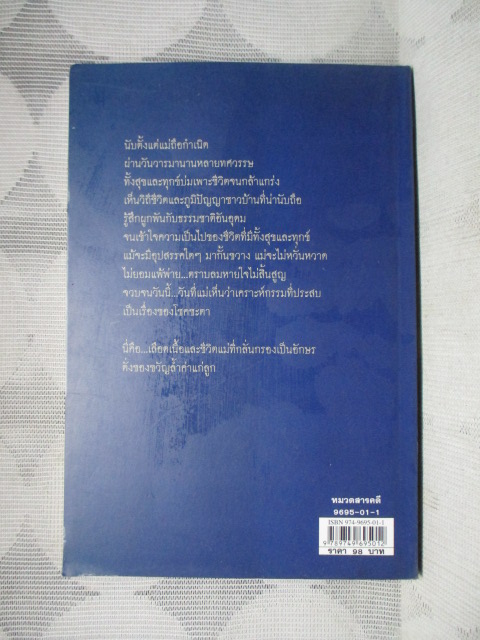 นับตั้งแต่แม่ถือกำเนิด
ผ่านวันวารมานานหลายทศวรรษ
ทั้งสุขและทุกข์บ่มเพาะชีวิตจนกล้าแกร่ง
เห็นวิถีชีวิตและภูมิปัญญาชาวบ้านที่น่านับถือ
รู้สึกผูกพันกับธรรมชาติอันอุดม
จนเข้าใจความเป็นไปของชีวิตที่มีทั้งสุขและทุกข์
แม้จะมีอุปสรรคใดๆ มากั้นขวาง แม่จะไม่หวั่นหวาด
ไม่ยอมแพ้พ่าย...ตราบลมหายใจไม่สิ้นสูญ
จวบจนวันนี้...วันที่แม่เห็นว่าเคราะห์กรรมที่ประสบ
เป็นเรื่องของโชคชะตา
นี่คือ...เลือดเนื้อและชีวิตแม่ที่กลั่นกรองเป็นอักษร
ดั่งของขวัญล้ำค่าแก่ลูก
หมวดสารคดี
9695-01-1
ISBN 974-9695-01-1
9789749695012
ราคา 98 บาท